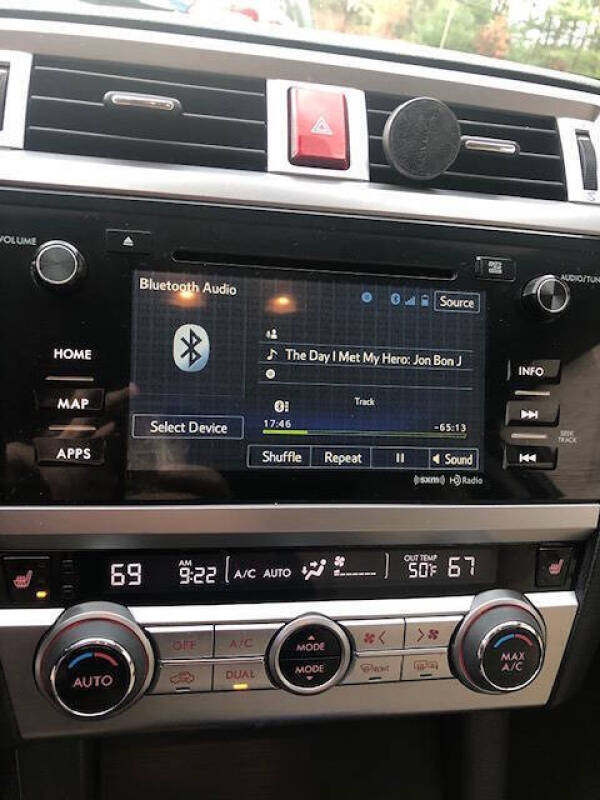 VOLUME
AUDIO/TUN
Bluetooth Audio
Source
HOME
MAP
APPS
The Day I Met My Hero: Jon Bon J
INFO
SEEK
TRACK
Track
17:46
-65:13
Select Device
Shuffle
Repeat
Sound
sxm
HD Radio
69
AM
9:22
A/C AUTO
OUT TEMP
50°F
67
OFF
A/C
MODE
MODE
AUTO
DUAL
MAX
A/C